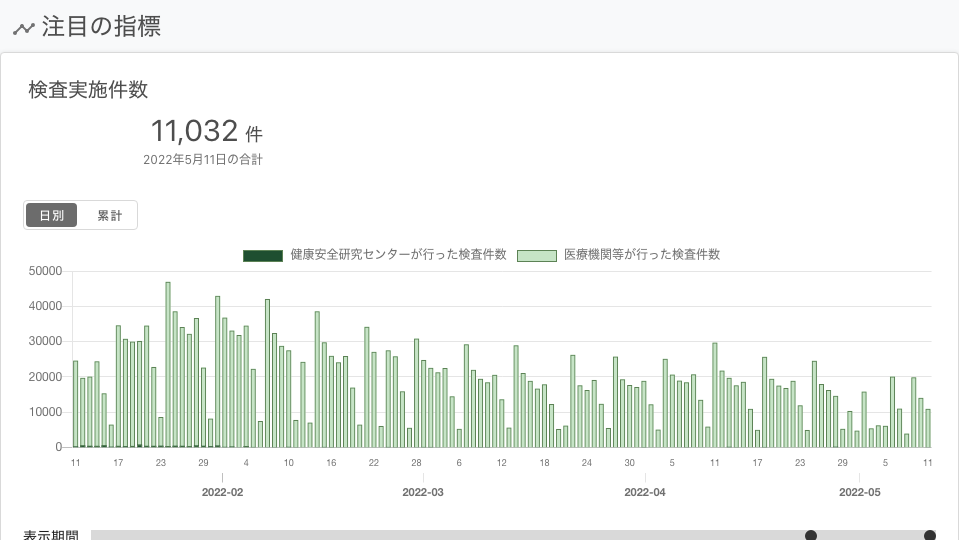 注目の指標
検査実施件数
11,032 件
2022年5月11日の合計
日別 累計
健康安全研究センターが行った検査件数 医療機関等が行った検査件数
50000
40000
30000
20000
10000
0
11 17 23 29 4 10 16 22 28 6 12 18 24 30 5 11 17 23 29 5 11
2022-02 2022-03 2022-04 2022-05
表示期間